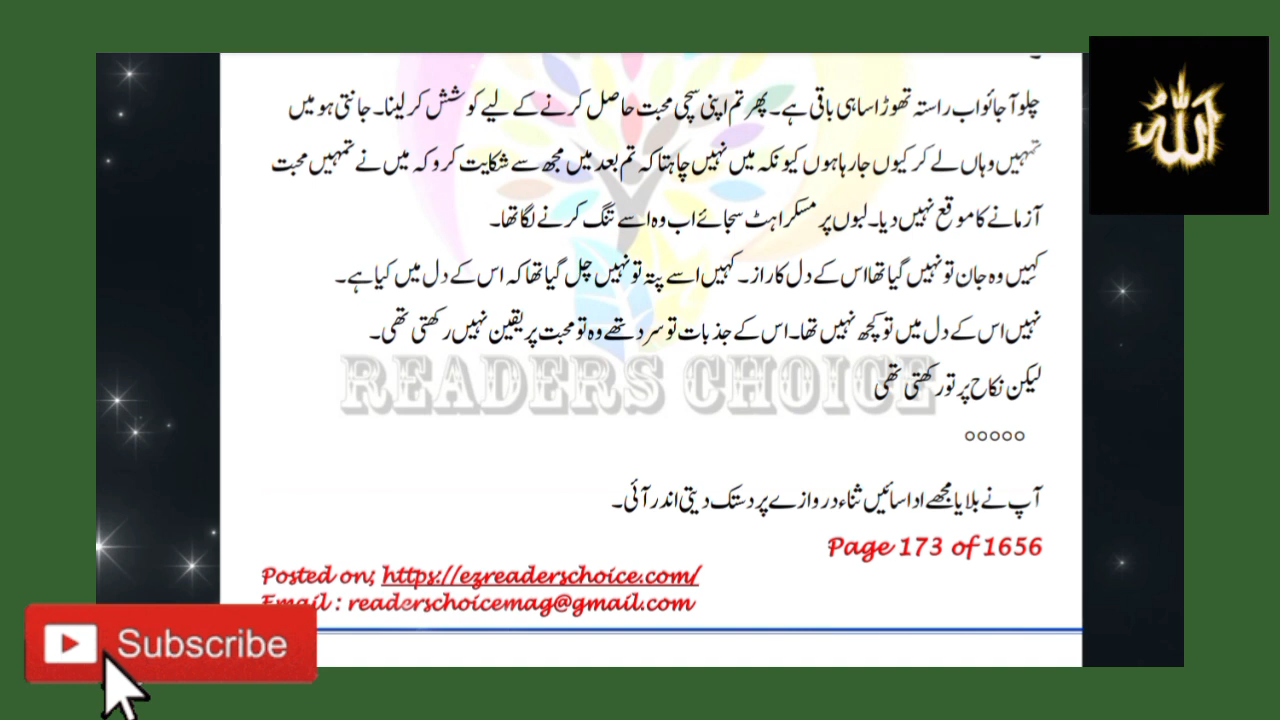 چلو آ جائو اب راستہ تھوڑا سا ہی باقی ہے۔ پھر تم اپنی سچی محبت حاصل کرنے کے لیے کوشش کر لینا۔ جانتی ہو میں
تمہیں وہاں لے کر کیوں جا رہا ہوں کیونکہ میں نہیں چاہتا کہ تم بعد میں مجھ سے شکایت کرو کہ میں نے تمہیں محبت
آزمانے کا موقع نہیں دیا۔ لبوں پر مسکراہٹ سجائے اب وہ اسے تنگ کرنے لگا تھا۔
کہیں وہ جان تو نہیں گیا تھا اس کے دل کا راز۔ کہیں اسے پتہ تو نہیں چل گیا تھا کہ اس کے دل میں کیا ہے۔
نہیں اس کے دل میں تو کچھ نہیں تھا۔ اس کے جذبات تو سرد تھے وہ تو محبت پر یقین نہیں رکھتی تھی۔
لیکن نکاح پر تو رکھتی تھی
READERS CHOICE
○○○○○
آپ نے بلایا مجھے ادا سائیں ثناء دروازے پر دستک دیتی اندر آئی۔
Page 173 of 1656
Posted on; https://ezreaderschoice.com/
Email : readerschoicemag@gmail.com
Subscribe
الله